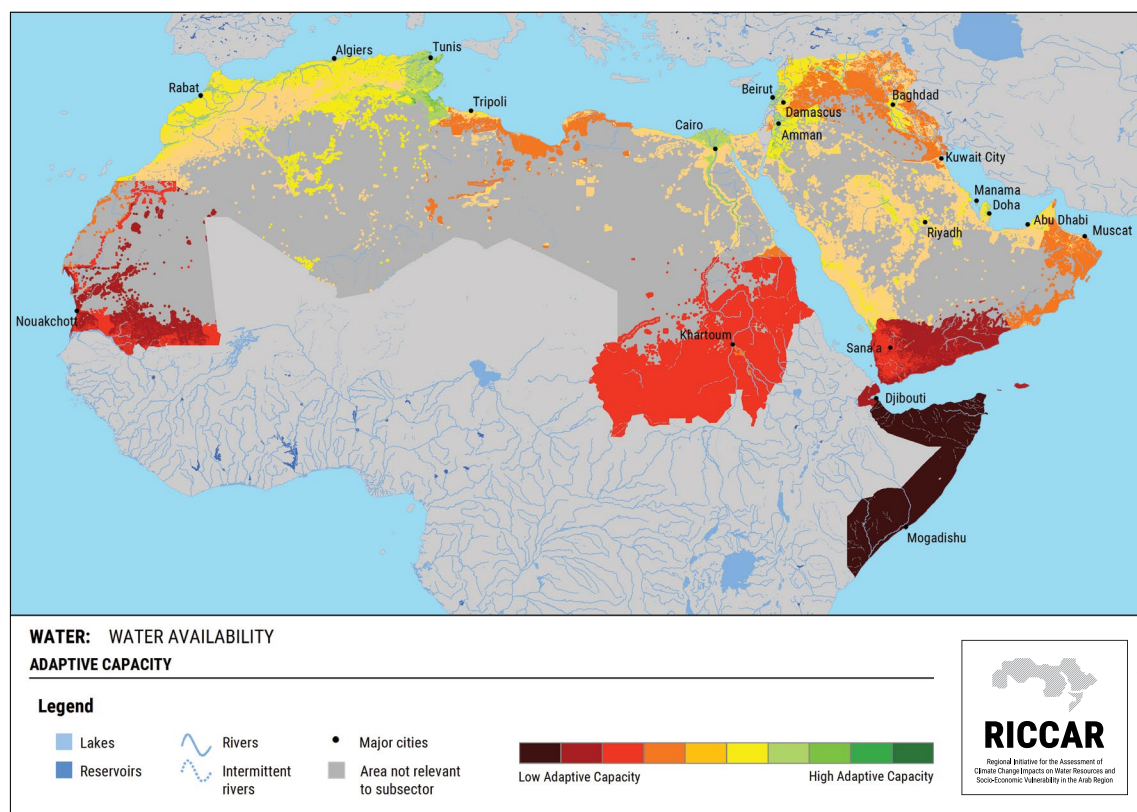 Algiers
Tunis
Rabat
Tripoli
Beirut
Damascus
Baghdad
Cairo
Amman
Kuwait City
Manama
Doha
Abu Dhabi
Riyadh
Muscat
Nouakchott
Khartoum
Sana'a
Djibouti
Mogadishu
WATER: WATER AVAILABILITY
ADAPTIVE CAPACITY
Legend
Lakes
Rivers
Major cities
Reservoirs
Intermittent
rivers
Area not relevant
to subsector
Low Adaptive Capacity
High Adaptive Capacity
RICCAR
Regional Initiative for the Assessment of
Climate Change Impacts on Water Resources and
Socio-Economic Vulnerability in the Arab Region